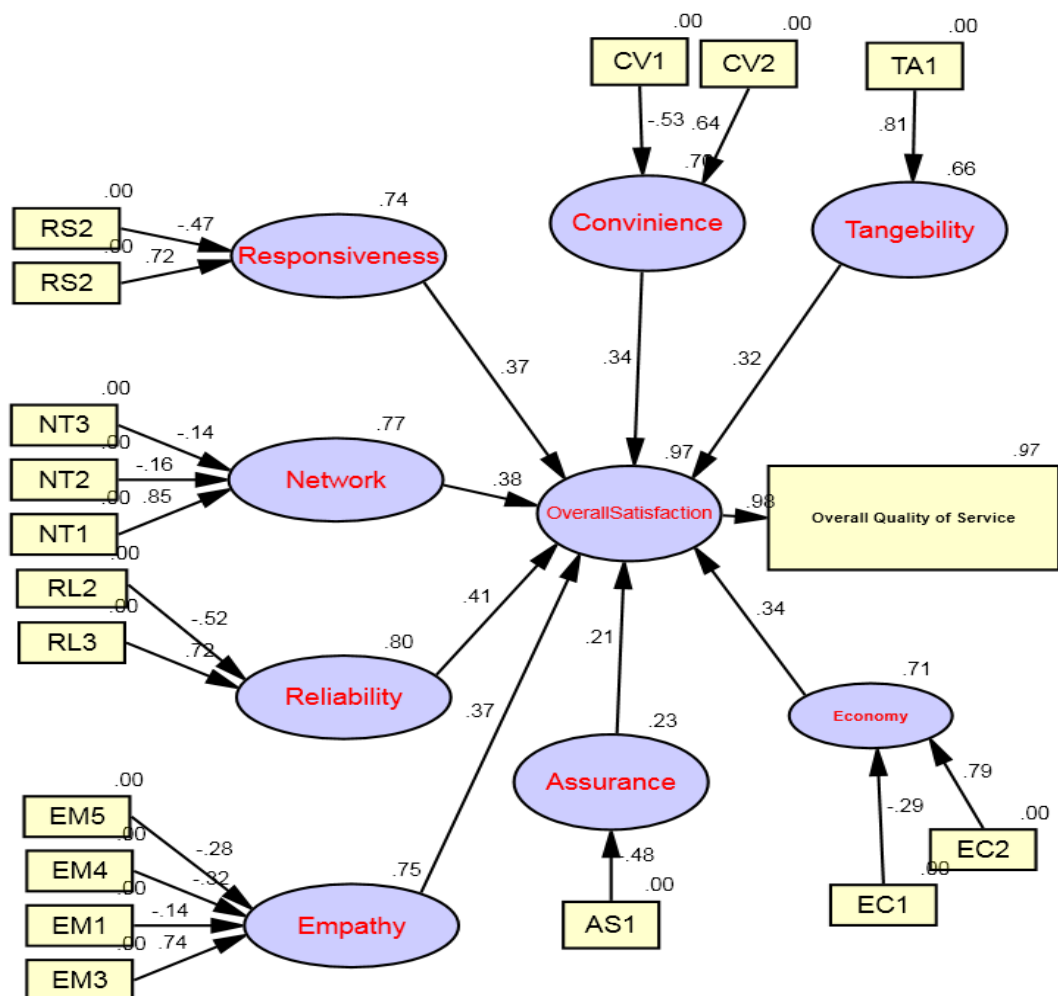 .00
.00
.00
CV1
CV2
TA1
-.53
.64
.81
.70
.66
Convinience
Tangebility
.00
.74
RS2
-.47
Responsiveness
.00
.72
RS2
.37
.34
.32
.00
.77
NT3
-.14
.00
NT2
-.16
Network
.00
.85
NT1
.38
.97
OverallSatisfaction
.98
.97
Overall Quality of Service
.00
RL2
-.52
.00
RL3
.72
.80
Reliability
.41
.37
.21
.34
.23
Assurance
.71
Economy
-.48
.00
AS1
-.29
.79
.00
EC1
.00
EC2
.00
EM5
-.28
.75
.00
EM4
-.32
.00
EM1
-.14
Empathy
.00
.74
EM3